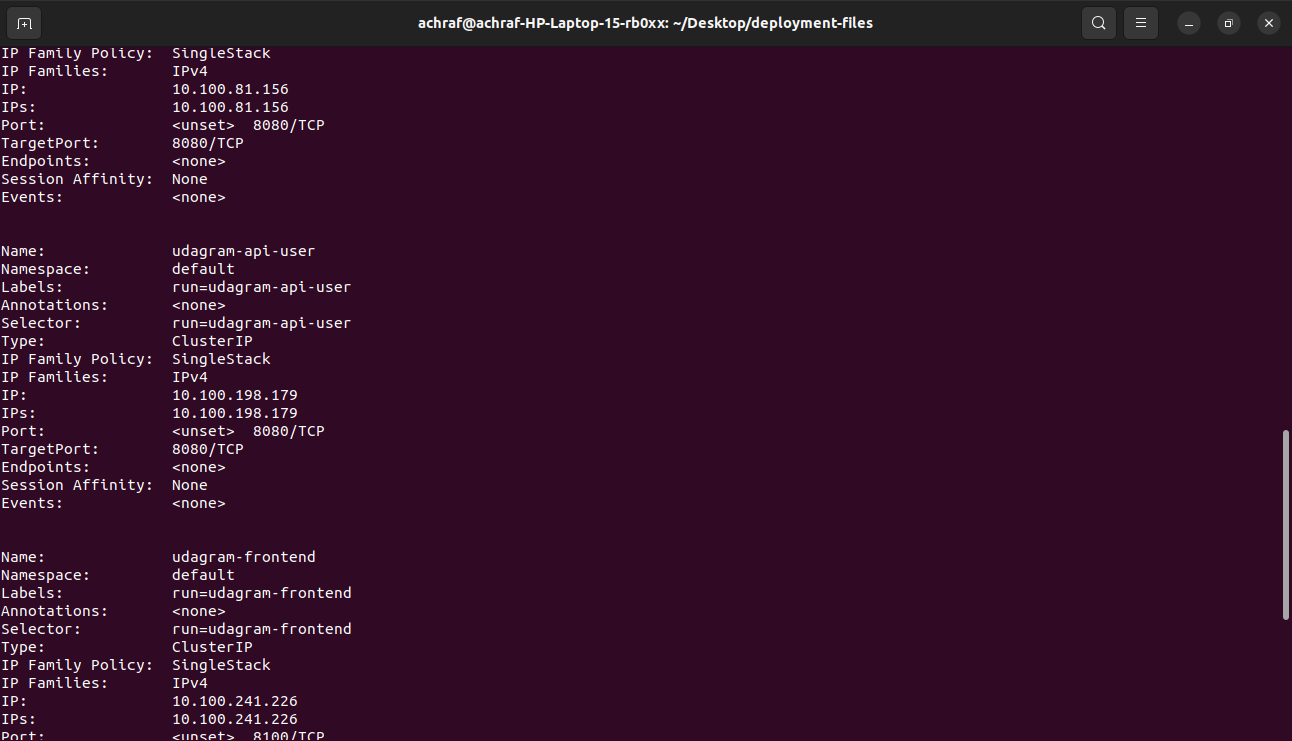 achraf@achraf-HP-Laptop-15-rb0xx: ~/Desktop/deployment-files
IP Family Policy:  SingleStack
IP Families:       IPv4
IP:                10.100.81.156
IPs:               10.100.81.156
Port:              <unset>  8080/TCP
TargetPort:        8080/TCP
Endpoints:         <none>
Session Affinity:  None
Events:            <none>
Name:              udagram-api-user
Namespace:         default
Labels:            run=udagram-api-user
Annotations:       <none>
Selector:          run=udagram-api-user
Type:              ClusterIP
IP Family Policy:  SingleStack
IP Families:       IPv4
IP:                10.100.198.179
IPs:               10.100.198.179
Port:              <unset>  8080/TCP
TargetPort:        8080/TCP
Endpoints:         <none>
Session Affinity:  None
Events:            <none>
Name:              udagram-frontend
Namespace:         default
Labels:            run=udagram-frontend
Annotations:       <none>
Selector:          run=udagram-frontend
Type:              ClusterIP
IP Family Policy:  SingleStack
IP Families:       IPv4
IP:                10.100.241.226
IPs:               10.100.241.226
Port:              <unset>  8100/TCP